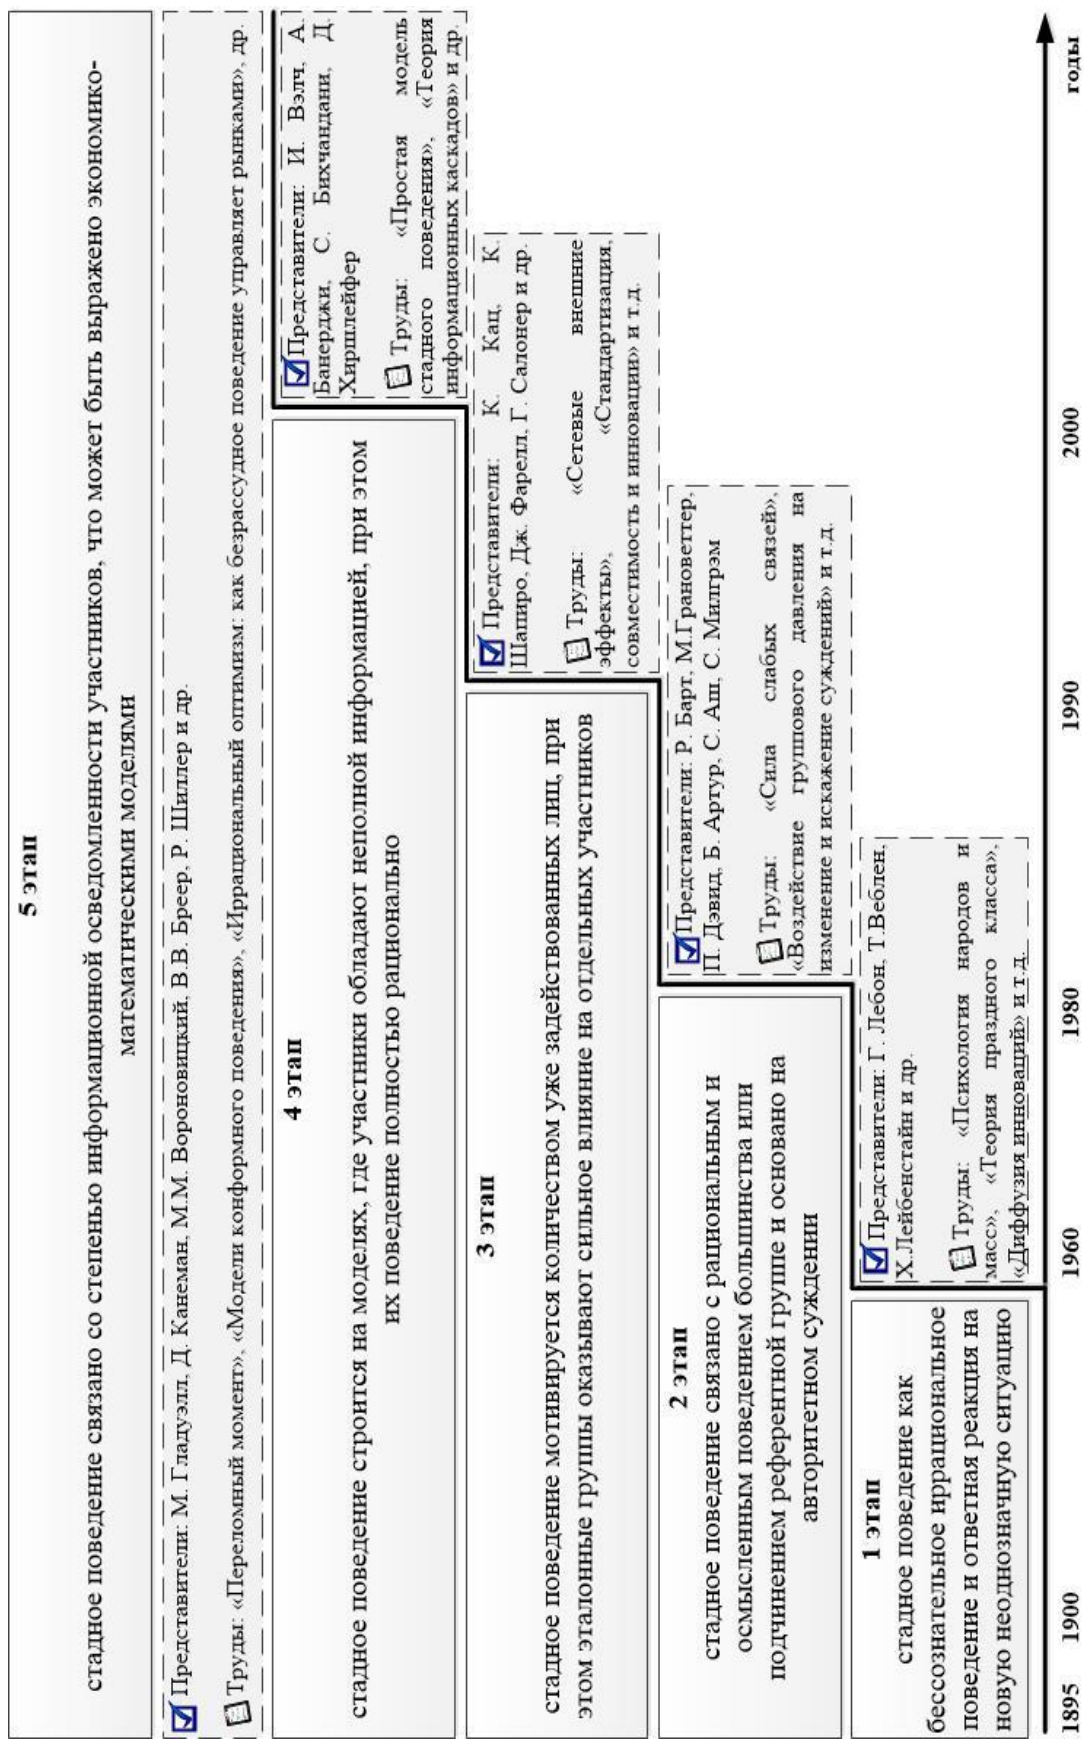 5 этап
стадное поведение связано со степенью информационной осведомленности участников, что может быть выражено экономико-
математическими моделями
Представители: М. Гладуэлл, Д. Канеман, М.М. Вороновицкий, В.В. Бреер, Р. Шиллер и др.
Труды: «Переломный момент», «Модели конформного поведения», «Иррациональный оптимизм: как безрассудное поведение управляет рынками», др.
4 этап
стадное поведение строится на моделях, где участники обладают неполной информацией, при этом
их поведение полностью рационально
Представители: И. Вэлч, А.
Банерджи, С. Бихчандани, Д.
Хиршлейфер
Труды: «Простая модель
стадного поведения», «Теория
информационных каскадов» и др.
3 этап
стадное поведение мотивируется количеством уже задействованных лиц, при
этом эталонные группы оказывают сильное влияние на отдельных участников
Представители: К. Кац, К.
Шапиро, Дж. Фарелл, Г. Салонер и др.
Труды: «Сетевые внешние
эффекты», «Стандартизация,
совместимость и инновации» и т.д.
2 этап
стадное поведение связано с рациональным и
осмысленным поведением большинства или
подчинением референтной группе и основано на
авторитетном суждении
Представители: Р. Барт, М.Грановеттер,
П. Дэвид, Б. Артур, С. Аш, С. Милгрэм
Труды: «Сила слабых связей»,
«Воздействие группового давления на
изменение и искажение суждений» и т.д.
1 этап
стадное поведение как
бессознательное иррациональное
поведение и ответная реакция на
новую неоднозначную ситуацию
Представители: Г. Лебон, Т.Веблен,
Х.Лейбенстайн и др.
Труды: «Психология народов и
масс», «Теория праздного класса»,
«Диффузия инноваций» и т.д.
1895 1900 1960 1980 1990 2000 годы